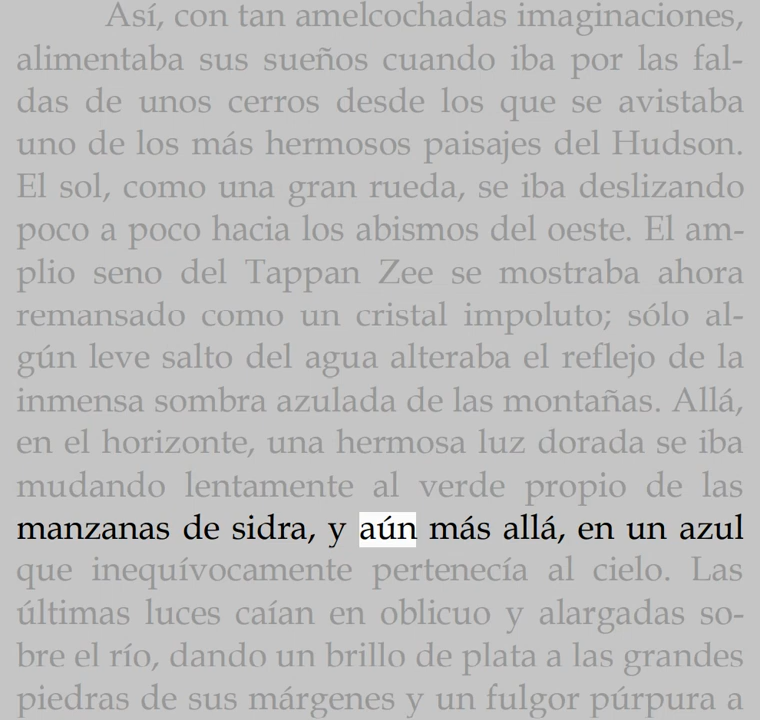 Así, con tan amelcochadas imaginaciones,
alimentaba sus sueños cuando iba por las fal-
das de unos cerros desde los que se avistaba
uno de los más hermosos paisajes del Hudson.
El sol, como una gran rueda, se iba deslizando
poco a poco hacia los abismos del oeste. El am-
plio seno del Tappan Zee se mostraba ahora
remansado como un cristal impoluto; sólo al-
gún leve salto del agua alteraba el reflejo de la
inmensa sombra azulada de las montañas. Allá,
en el horizonte, una hermosa luz dorada se iba
mudando lentamente al verde propio de las
manzanas de sidra, y aún más allá, en un azul
que inequívocamente pertenecía al cielo. Las
últimas luces caían en oblicuo y alargadas so-
bre el río, dando un brillo de plata a las grandes
piedras de sus márgenes y un fulgor púrpura a